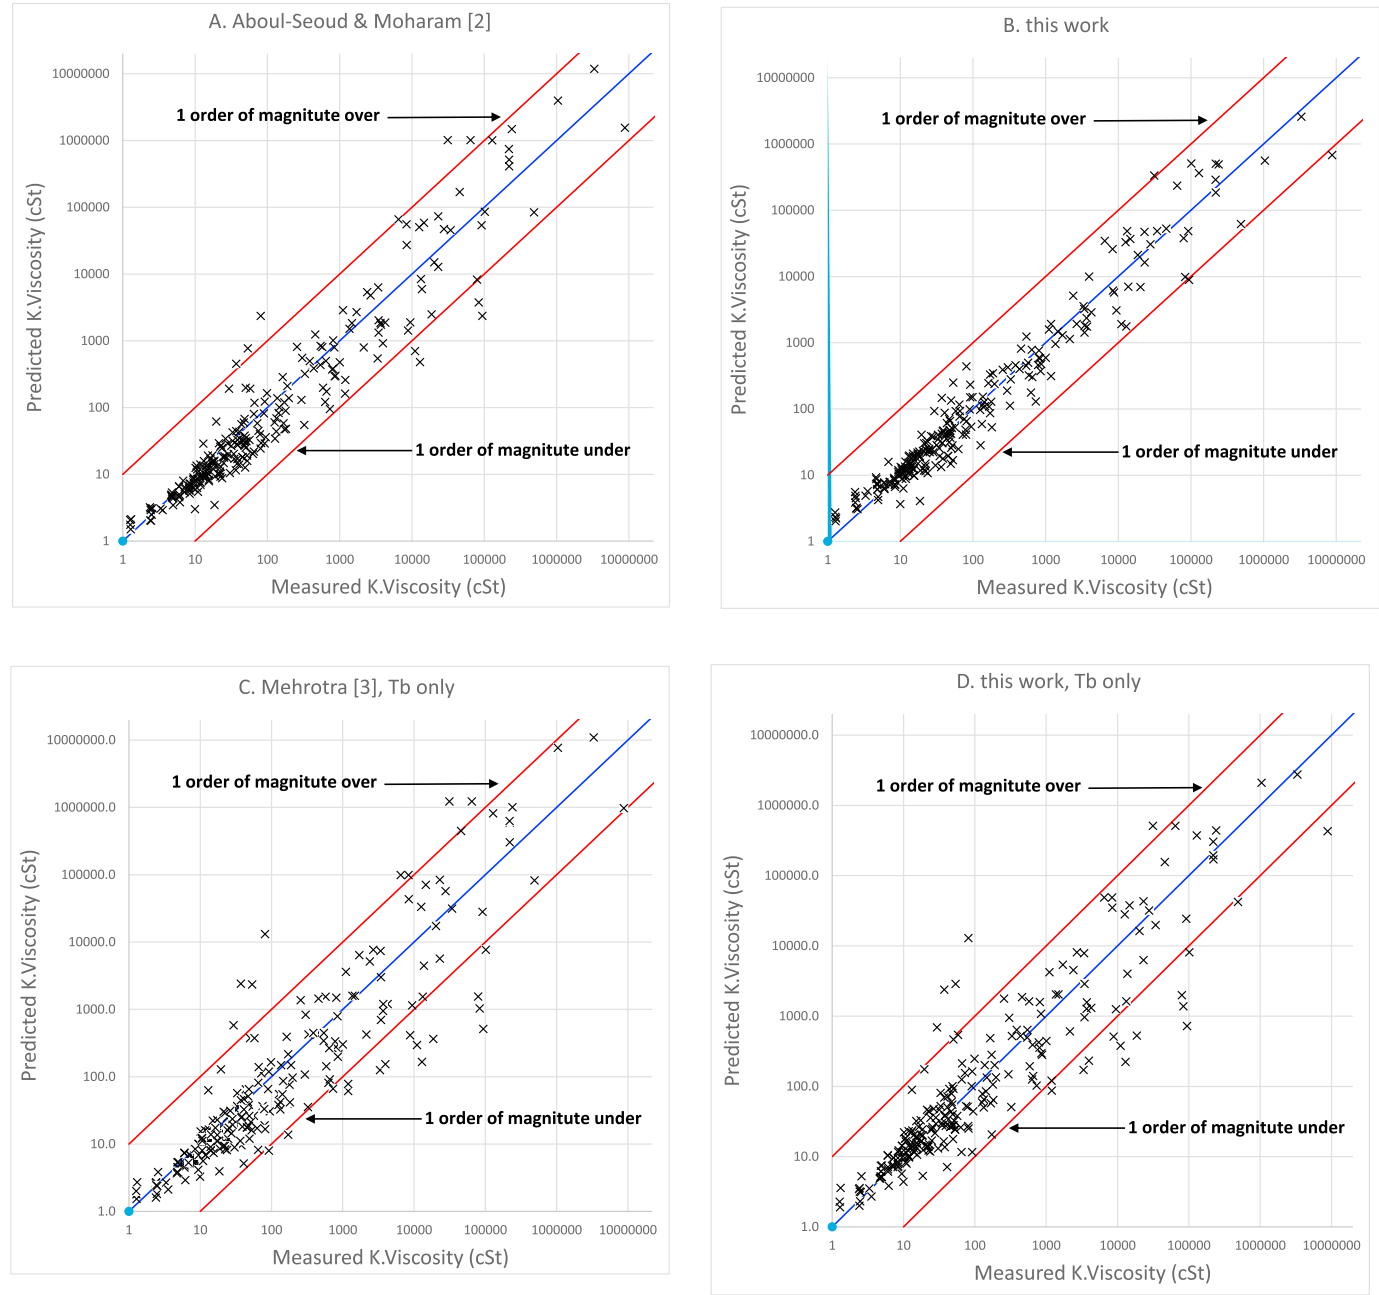 A. Aboul-Seoud & Moharam [2]
10000000
1000000
100000
10000
1000
100
10
1
1 order of magnitute over
1 order of magnitute under
Predicted K.Viscosity (cSt)
1 10 100 1000 10000 100000 1000000 10000000
Measured K.Viscosity (cSt)
B. this work
10000000
1000000
100000
10000
1000
100
10
1
1 order of magnitute over
1 order of magnitute under
Predicted K.Viscosity (cSt)
1 10 100 1000 10000 100000 1000000 10000000
Measured K.Viscosity (cSt)
C. Mehrotra [3], Tb only
10000000.0
1000000.0
100000.0
10000.0
1000.0
100.0
10.0
1.0
1 order of magnitute over
1 order of magnitute under
Predicted K.Viscosity (cSt)
1 10 100 1000 10000 100000 1000000 10000000
Measured K.Viscosity (cSt)
D. this work, Tb only
10000000.0
1000000.0
100000.0
10000.0
1000.0
100.0
10.0
1.0
1 order of magnitute over
1 order of magnitute under
Predicted K.Viscosity (cSt)
1 10 100 1000 10000 100000 1000000 10000000
Measured K.Viscosity (cSt)